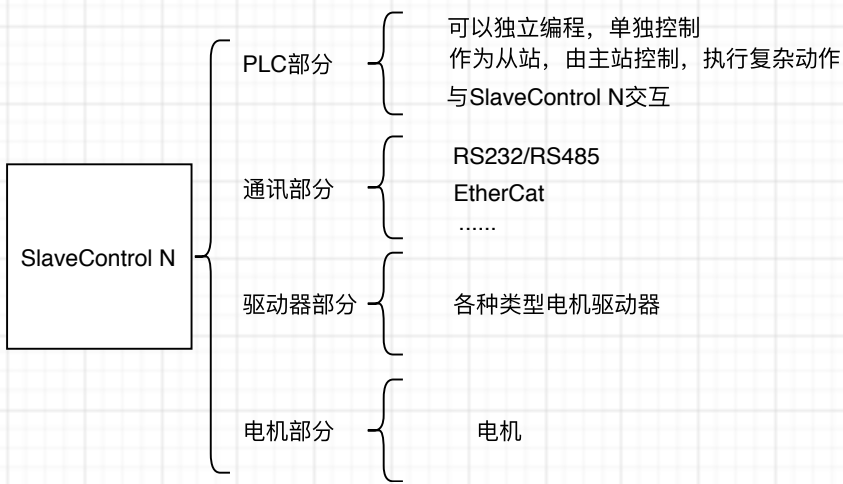 SlaveControl N
PLC部分
可以独立编程，单独控制
作为从站，由主站控制，执行复杂动作
与SlaveControl N交互
通讯部分
RS232/RS485
EtherCat
......
驱动器部分
各种类型电机驱动器
电机部分
电机